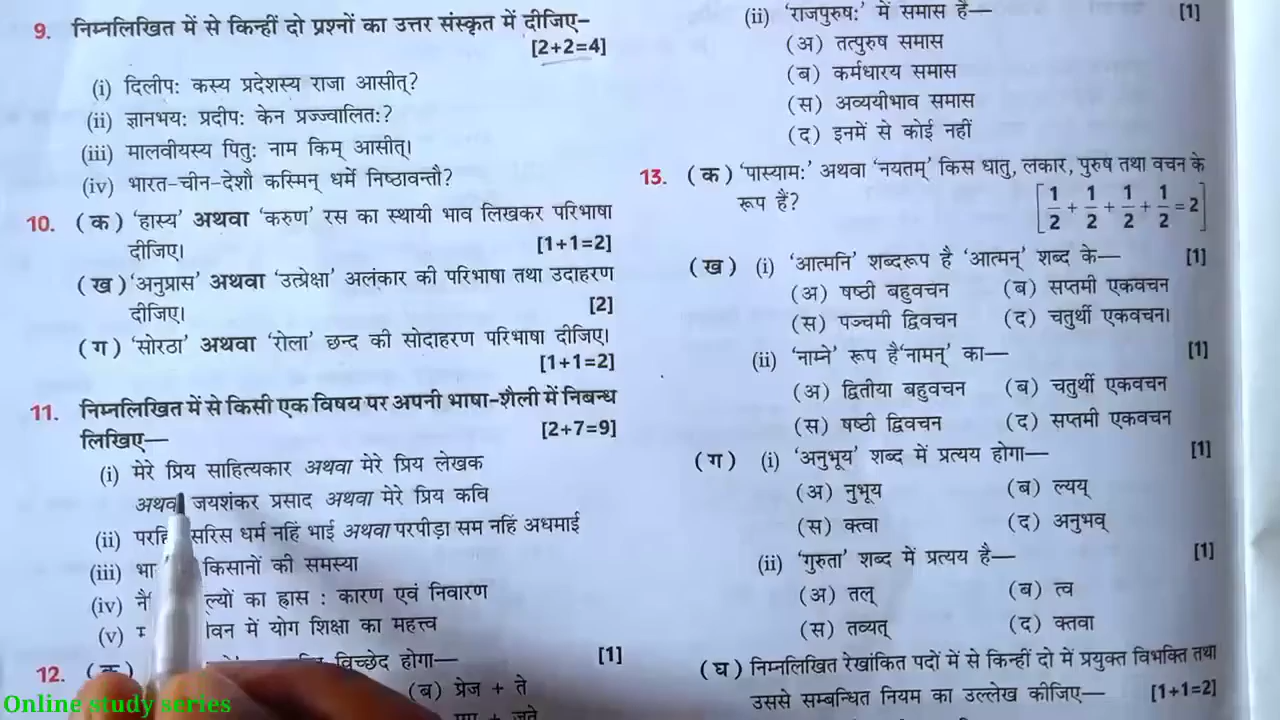 9. निम्नलिखित में से किन्हीं दो प्रश्नों का उत्तर संस्कृत में दीजिए–
[2+2=4]
(i) दिलीपः कस्य प्रदेशस्य राजा आसीत्?
(ii) ज्ञानभयः प्रदीपः केन प्रज्ज्वालितः?
(iii) मालवीयस्य पितुः नाम किम् आसीत्।
(iv) भारत-चीन-देशौ कस्मिन् धर्मे निष्ठावन्तौ?
10. (क) 'हास्य' अथवा 'करुण' रस का स्थायी भाव लिखकर परिभाषा
दीजिए। [1+1=2]
(ख) 'अनुप्रास' अथवा 'उत्प्रेक्षा' अलंकार की परिभाषा तथा उदाहरण
दीजिए। [2]
(ग) 'सोरठा' अथवा 'रोला' छन्द की सोदाहरण परिभाषा दीजिए।
[1+1=2]
11. निम्नलिखित में से किसी एक विषय पर अपनी भाषा-शैली में निबन्ध
लिखिए— [2+7=9]
(i) मेरे प्रिय साहित्यकार अथवा मेरे प्रिय लेखक
जयशंकर प्रसाद अथवा मेरे प्रिय कवि
(ii) सरिस धर्म नहिं भाई अथवा परपीड़ा सम नहिं अधमाई
(iii) किसानों की समस्या
(iv) का ह्रास : कारण एवं निवारण
(v) में योग शिक्षा का महत्त्व
12. विच्छेद होगा— [1]
(ब) प्रेज + ते
(ii) 'राजपुरुषः' में समास है— [1]
(अ) तत्पुरुष समास
(ब) कर्मधारय समास
(स) अव्ययीभाव समास
(द) इनमें से कोई नहीं
13. (क) 'पास्यामः' अथवा 'नयतम्' किस धातु, लकार, पुरुष तथा वचन के
रूप हैं? [1/2 + 1/2 + 1/2 + 1/2 = 2]
(ख) (i) 'आत्मनि' शब्दरूप है 'आत्मन्' शब्द के— [1]
(अ) षष्ठी बहुवचन (ब) सप्तमी एकवचन
(स) पञ्चमी द्विवचन (द) चतुर्थी एकवचन।
(ii) 'नाम्ने' रूप है 'नामन्' का— [1]
(अ) द्वितीया बहुवचन (ब) चतुर्थी एकवचन
(स) षष्ठी द्विवचन (द) सप्तमी एकवचन
(ग) (i) 'अनुभूय' शब्द में प्रत्यय होगा— [1]
(अ) नुभूय (ब) ल्यय्
(स) क्त्वा (द) अनुभव्
(ii) 'गुरुता' शब्द में प्रत्यय है— [1]
(अ) तल् (ब) त्व
(स) तव्यत् (द) क्तवा
(घ) निम्नलिखित रेखांकित पदों में से किन्हीं दो में प्रयुक्त विभक्ति तथा
उससे सम्बन्धित नियम का उल्लेख कीजिए— [1+1=2]
Online study series